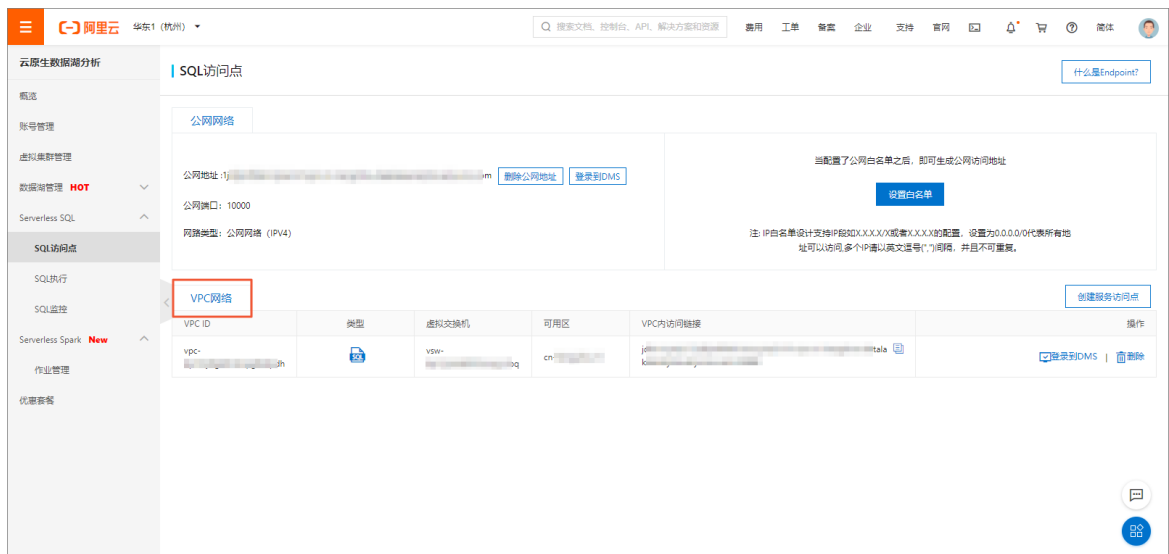 阿里云 华东1（杭州） 搜索文档、控制台、API、解决方案和资源 费用 工单 备案 企业 支持 官网 简体
云原生数据湖分析
概览
账号管理
虚拟集群管理
数据湖管理 HOT
Serverless SQL
SQL访问点
SQL执行
SQL监控
Serverless Spark New
作业管理
优惠套餐
SQL访问点 什么是Endpoint?
公网网络
公网地址 :1j m 删除公网地址 登录到DMS
公网端口：10000
网路类型：公网网络（IPV4）
当配置了公网白名单之后，即可生成公网访问地址
设置白名单
注: IP白名单设计支持IP段如X.X.X.X/X或者X.X.X.X的配置，设置为0.0.0.0/0代表所有地
址可以访问,多个IP请以英文逗号(",")间隔，并且不可重复。
VPC网络 创建服务访问点
VPC ID 类型 虚拟交换机 可用区 VPC内访问链接 操作
vpc- SQL vsw- cn- jd tala 登录到DMS | 删除
dh bq k